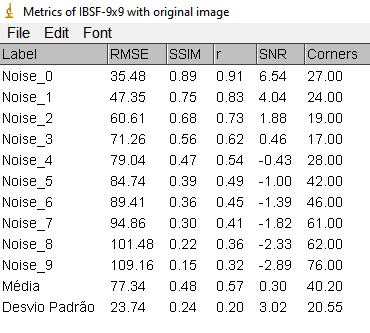 Metrics of IBSF-9x9 with original image
File Edit Font
Label RMSE SSIM r SNR Corners
Noise_0 35.48 0.89 0.91 6.54 27.00
Noise_1 47.35 0.75 0.83 4.04 24.00
Noise_2 60.61 0.68 0.73 1.88 19.00
Noise_3 71.26 0.56 0.62 0.46 17.00
Noise_4 79.04 0.47 0.54 -0.43 28.00
Noise_5 84.74 0.39 0.49 -1.00 42.00
Noise_6 89.41 0.36 0.45 -1.39 46.00
Noise_7 94.86 0.30 0.41 -1.82 61.00
Noise_8 101.48 0.22 0.36 -2.33 62.00
Noise_9 109.16 0.15 0.32 -2.89 76.00
Média 77.34 0.48 0.57 0.30 40.20
Desvio Padrão 23.74 0.24 0.20 3.02 20.55